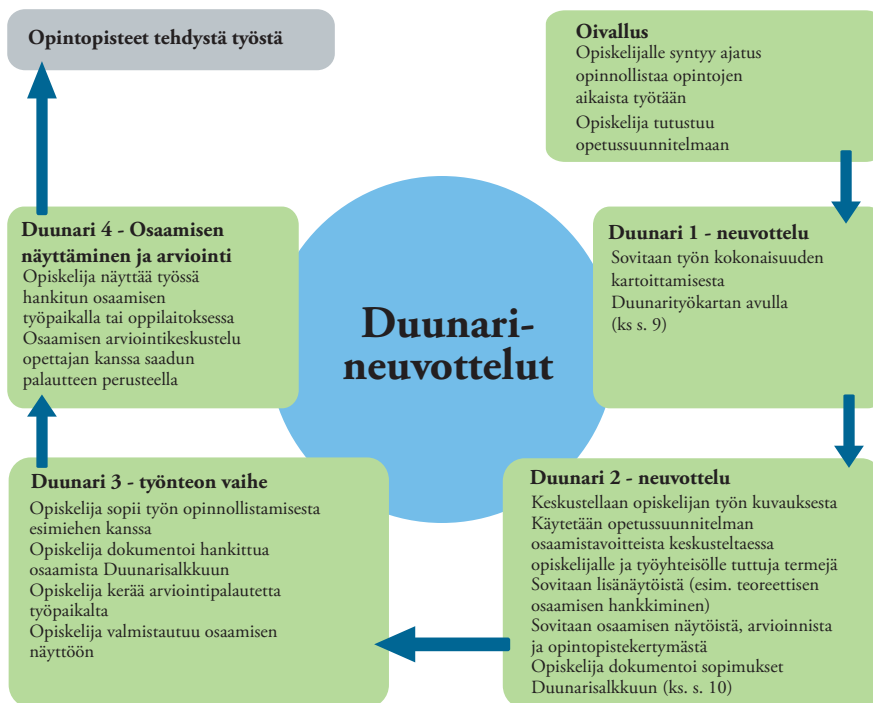 Opintopisteet tehdystä työstä
Oivallus
Opiskelijalle syntyy ajatus
opinnollistaa opintojen
aikaista työtään
Opiskelija tutustuu
opetussuunnitelmaan
Duunari 1 - neuvottelu
Sovitaan työn kokonaisuuden
kartoittamisesta
Duunarityökartan avulla
(ks s. 9)
Duunari 2 - neuvottelu
Keskustellaan opiskelijan työn kuvauksesta
Käytetään opetussuunnitelman
osaamistavoitteista keskusteltaessa
opiskelijalle ja työyhteisölle tuttuja termejä
Sovitaan lisänäytöistä (esim. teoreettisen
osaamisen hankkiminen)
Sovitaan osaamisen näytöistä, arvioinnista
ja opintopistekertymästä
Opiskelija dokumentoi sopimukset
Duunarisalkkuun (ks. s. 10)
Duunari 3 - työnteon vaihe
Opiskelija sopii työn opinnollistamisesta
esimiehen kanssa
Opiskelija dokumentoi hankittua
osaamista Duunarisalkkuun
Opiskelija kerää arviointipalautetta
työpaikalta
Opiskelija valmistautuu osaamisen
näyttöön
Duunari 4 - Osaamisen
näyttäminen ja arviointi
Opiskelija näyttää työssä
hankitun osaamisen
työpaikalla tai oppilaitoksessa
Osaamisen arviointikeskustelu
opettajan kanssa saadun
palautteen perusteella
Duunari-
neuvottelut